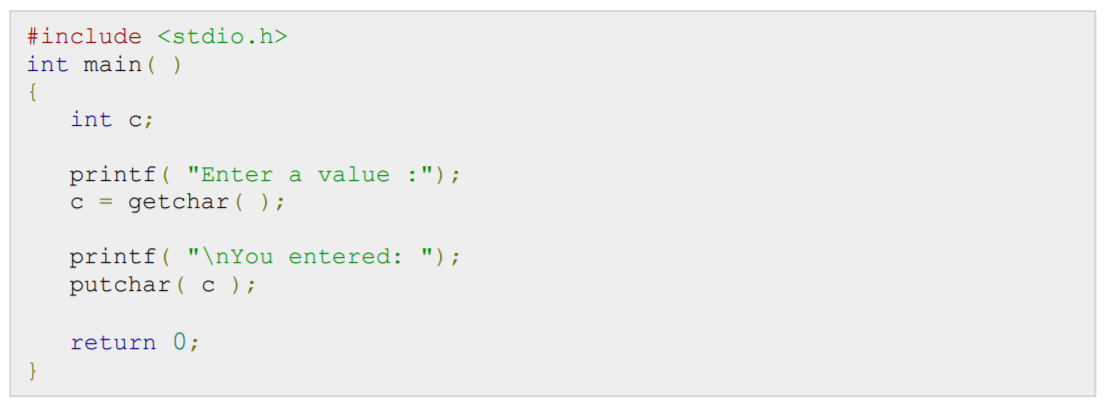 #include <stdio.h>
int main( )
{
   int c;

   printf( "Enter a value :");
   c = getchar( );

   printf( "\nYou entered: ");
   putchar( c );

   return 0;
}